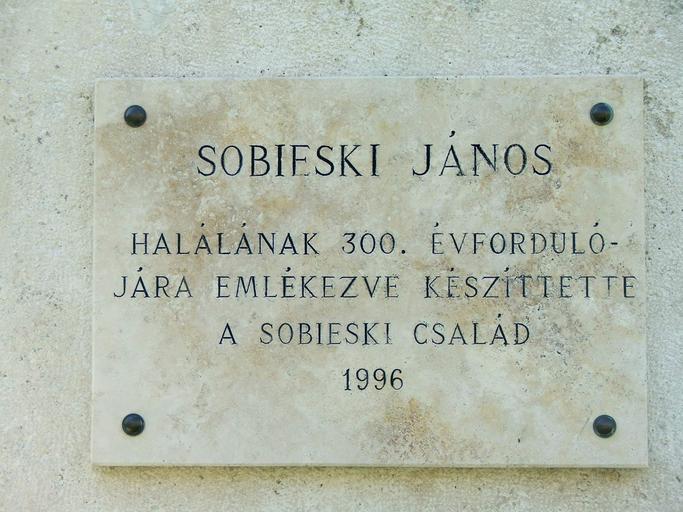 SOBIESKI JÁNOS
HALÁLÁNAK 300. ÉVFORDULÓ-
JÁRA EMLÉKEZVE KÉSZÍTTETTE
A SOBIESKI CSALÁD
1996